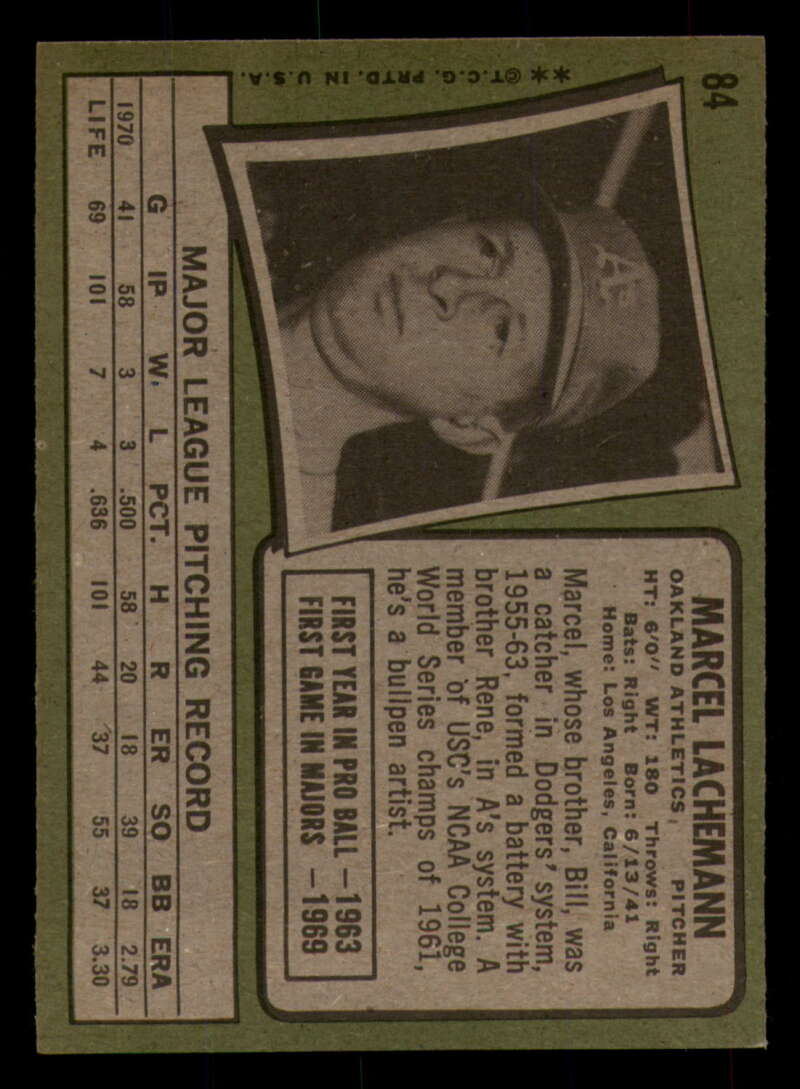 84
MARCEL LACHEMANN
OAKLAND ATHLETICS, PITCHER
HT: 6'0" WT: 180 Throws: Right
Bats: Right Born: 6/13/41
Home: Los Angeles, California
Marcel, whose brother, Bill, was
a catcher in Dodgers' system,
1955-63, formed a battery with
brother Rene, in A's system. A
member of USC's NCAA College
World Series champs of 1961,
he's a bullpen artist.
FIRST YEAR IN PRO BALL —1963
FIRST GAME IN MAJORS —1969
A's
MAJOR LEAGUE PITCHING RECORD
G IP W. L PCT. H R ER SO BB ERA
1970 41 58 3 3 .500 58 20 18 39 18 2.79
LIFE 69 101 7 4 .636 101 44 37 55 37 3.30
**©T.C.G. PRTD. IN U.S.A.